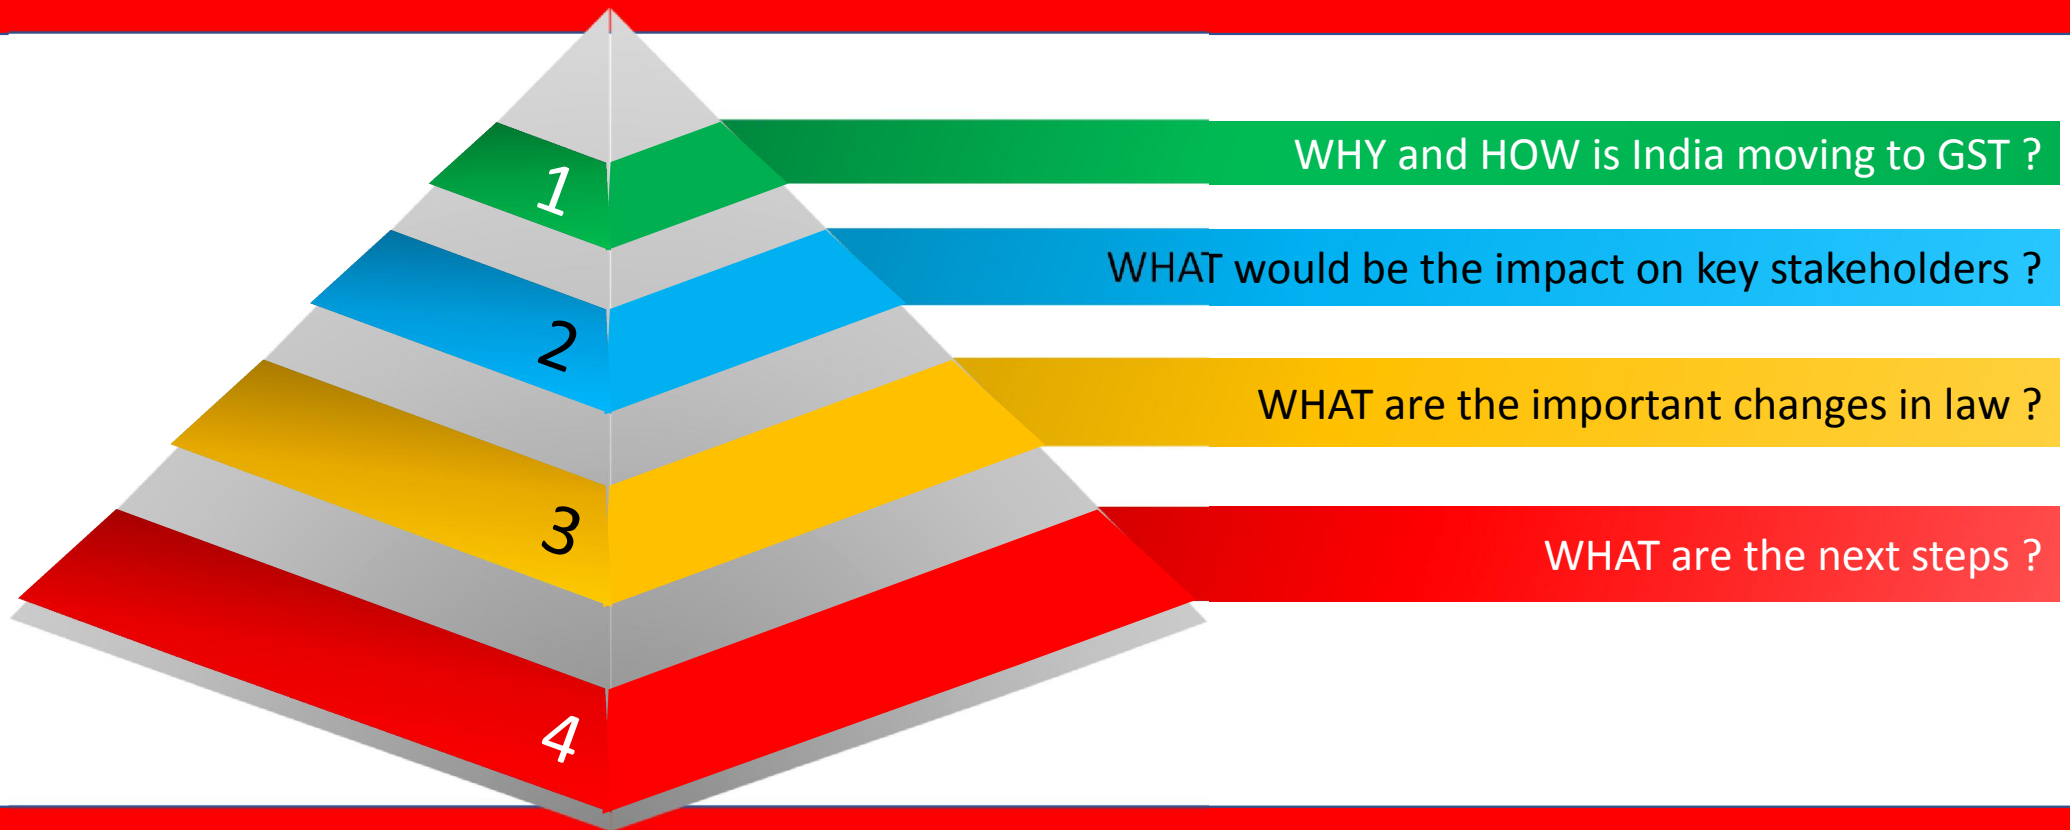 1
WHY and HOW is India moving to GST ?
2
WHAT would be the impact on key stakeholders ?
3
WHAT are the important changes in law ?
4
WHAT are the next steps ?